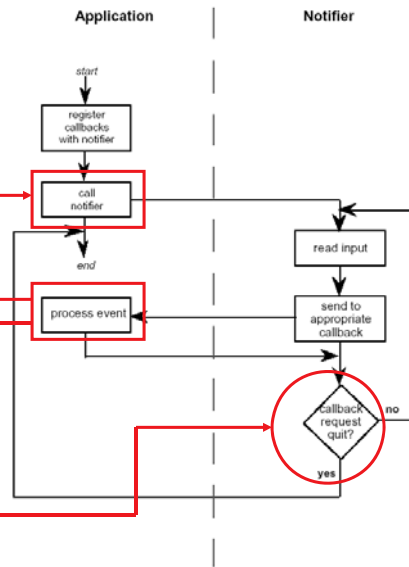 Application
Notifier
start
register
callbacks
with notifier
call
notifier
end
read input
process event
send to
appropriate
callback
callback
request
quit?
no
yes